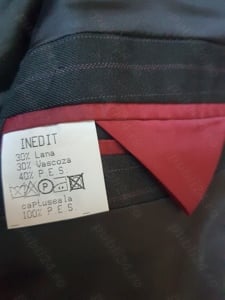 INEDIT
30% Lana
30% Vascoza
40% P.E.S.
P
captuseala
100% P.E.S.